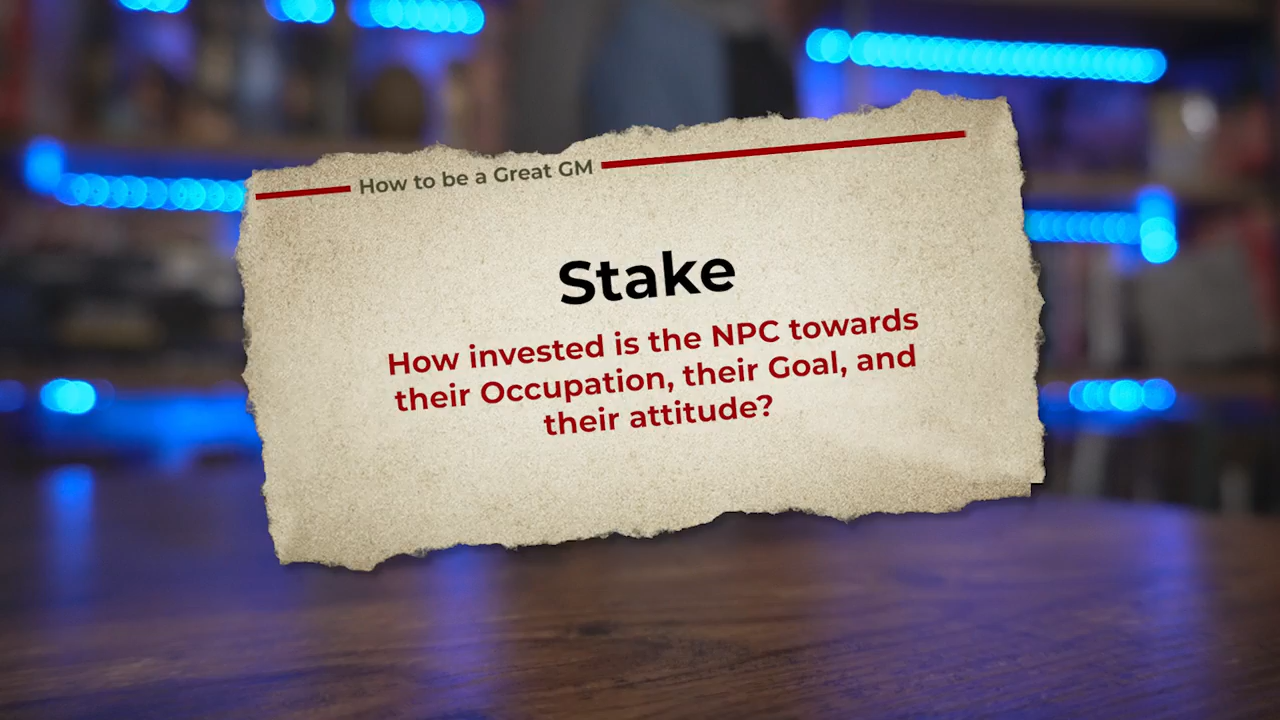 How to be a Great GM
Stake
How invested is the NPC towards
their Occupation, their Goal, and
their attitude?